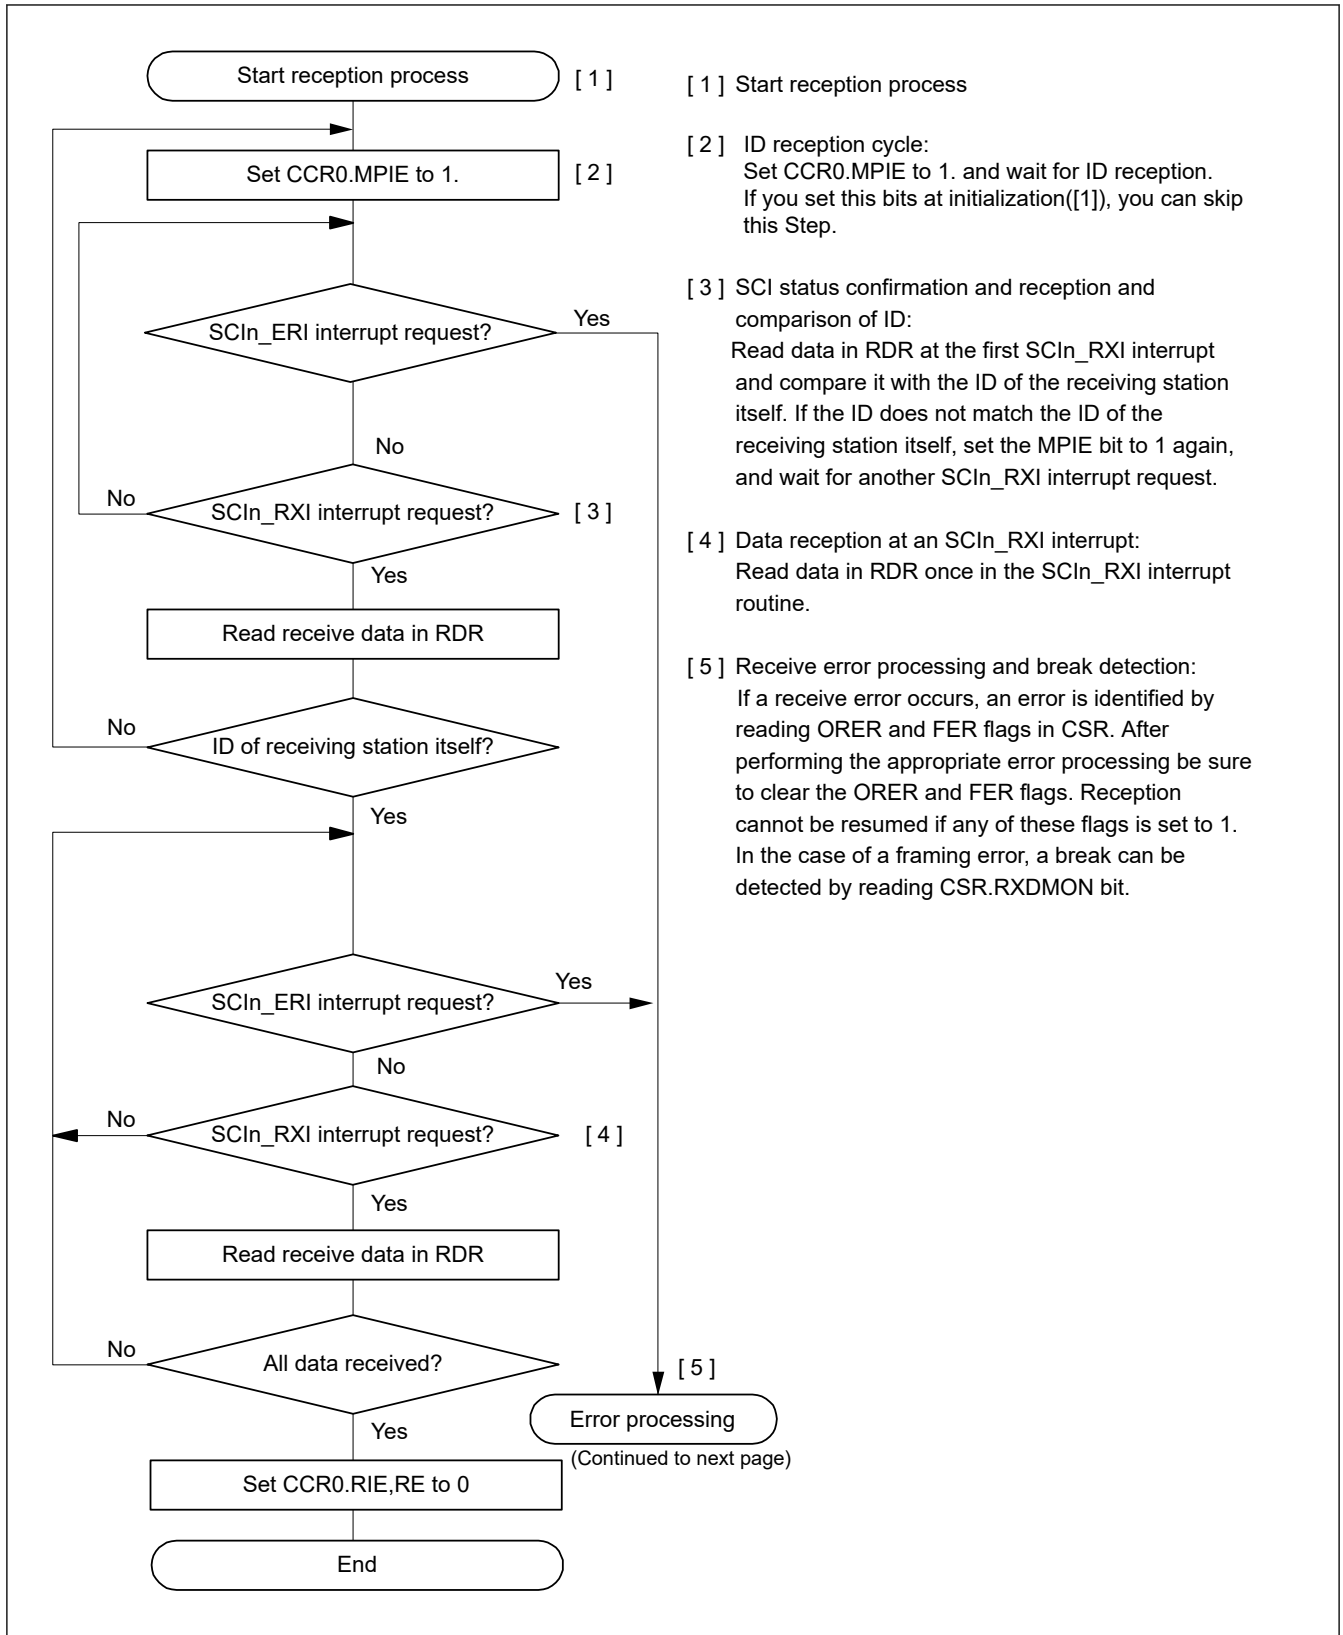 Start reception process
[ 1 ]
Set CCR0.MPIE to 1.
[ 2 ]
SCIn_ERI interrupt request?
Yes
No
SCIn_RXI interrupt request?
[ 3 ]
No
Yes
Read receive data in RDR
ID of receiving station itself?
No
Yes
SCIn_ERI interrupt request?
Yes
No
SCIn_RXI interrupt request?
[ 4 ]
No
Yes
Read receive data in RDR
All data received?
No
Yes
Set CCR0.RIE,RE to 0
End
[ 5 ]
Error processing
(Continued to next page)
[ 1 ] Start reception process
[ 2 ] ID reception cycle:
Set CCR0.MPIE to 1. and wait for ID reception.
If you set this bits at initialization([1]), you can skip
this Step.
[ 3 ] SCI status confirmation and reception and
comparison of ID:
Read data in RDR at the first SCIn_RXI interrupt
and compare it with the ID of the receiving station
itself. If the ID does not match the ID of the
receiving station itself, set the MPIE bit to 1 again,
and wait for another SCIn_RXI interrupt request.
[ 4 ] Data reception at an SCIn_RXI interrupt:
Read data in RDR once in the SCIn_RXI interrupt
routine.
[ 5 ] Receive error processing and break detection:
If a receive error occurs, an error is identified by
reading ORER and FER flags in CSR. After
performing the appropriate error processing be sure
to clear the ORER and FER flags. Reception
cannot be resumed if any of these flags is set to 1.
In the case of a framing error, a break can be
detected by reading CSR.RXDMON bit.